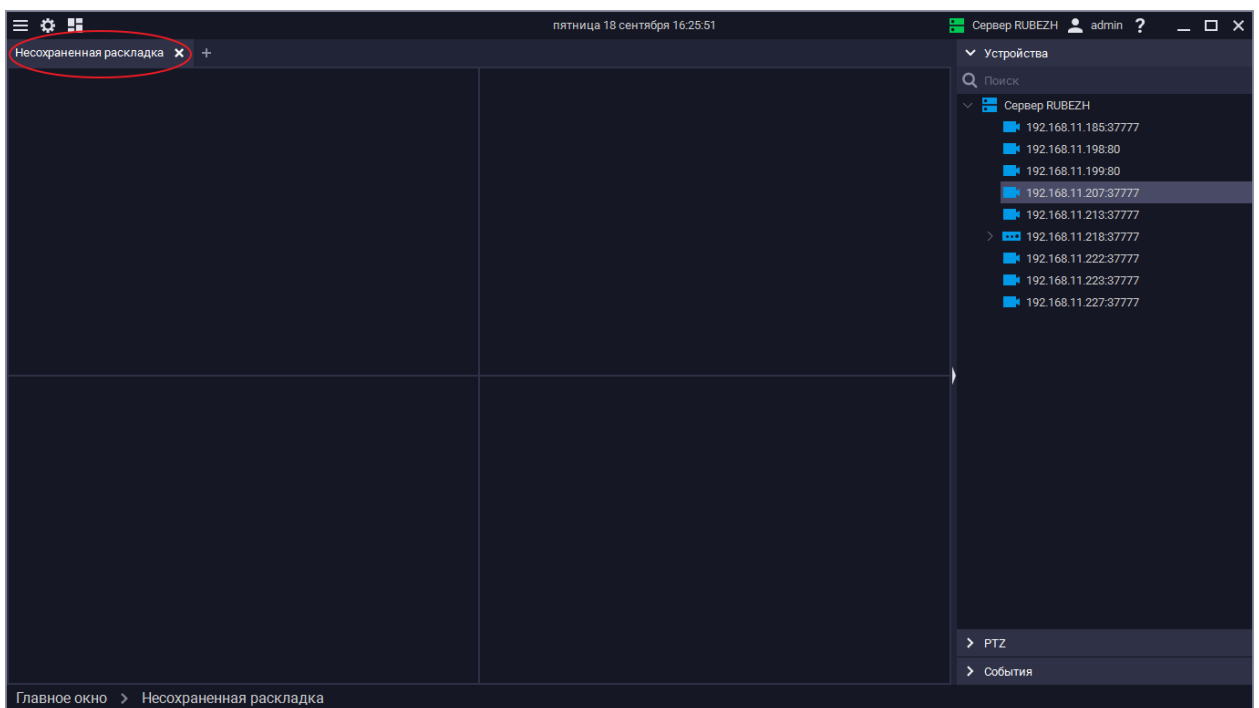 пятница 18 сентября 16:25:51
Сервер RUBEZH admin ?
Несохраненная раскладка
Устройства
Поиск
Сервер RUBEZH
192.168.11.185:37777
192.168.11.198:80
192.168.11.199:80
192.168.11.207:37777
192.168.11.213:37777
192.168.11.218:37777
192.168.11.222:37777
192.168.11.223:37777
192.168.11.227:37777
PTZ
События
Главное окно > Несохраненная раскладка